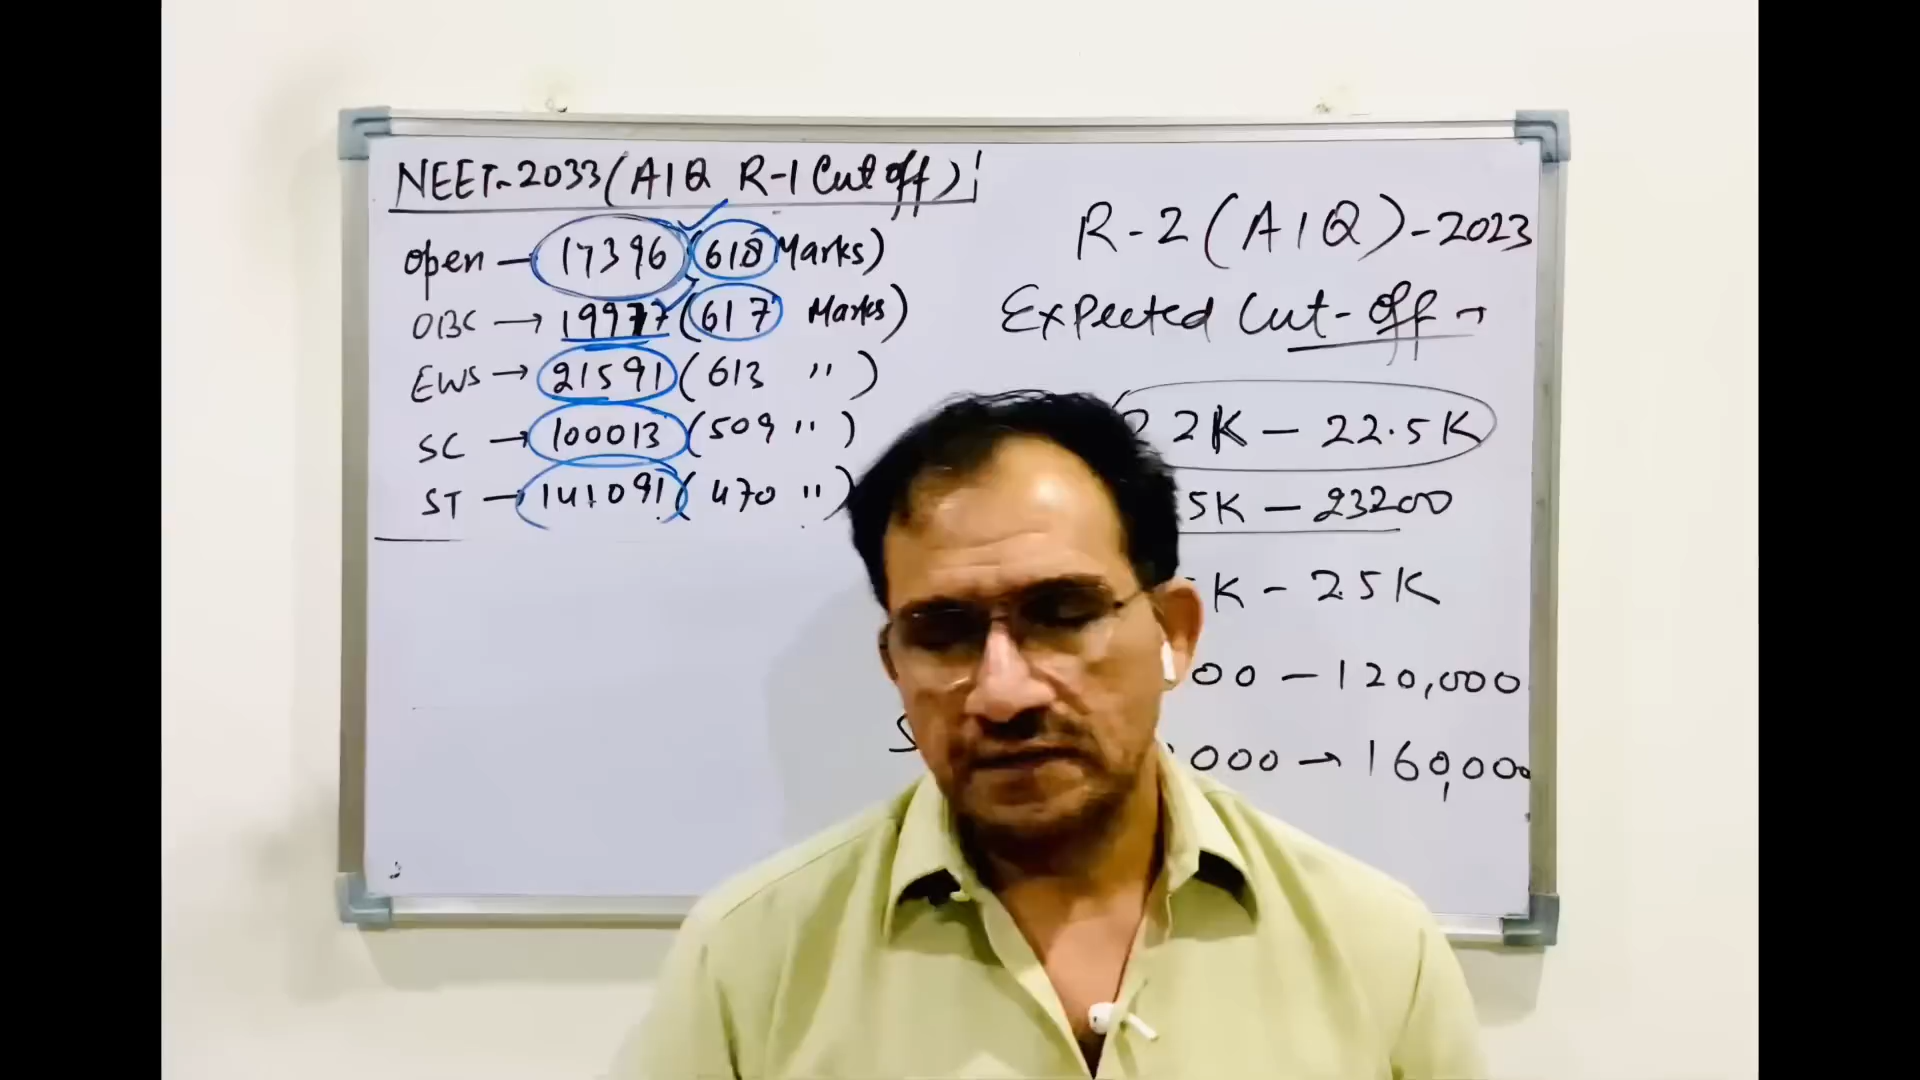 NEET-2033 (AIQ R-1 Cut off)
open — 17396 (618 Marks)
OBC → 19977 (617 Marks)
EWS → 21591 (613 ")
SC → 100013 (509 ")
ST → 141091 (470 ")
R-2 (AIQ) - 2023
Expected Cut-off →
2K — 22.5K
5K — 23200
K - 25K
00 — 120,000
000 → 160,000